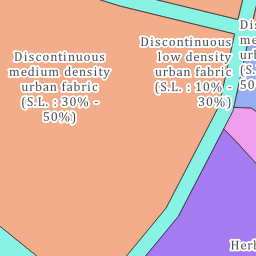 Discontinuous
medium density
urban fabric
(S.L. : 30% -
50%)
Discontinuous
low density
urban fabric
(S.L. : 10% -
30%)
Dis
me
urb
(S.
50
Herb